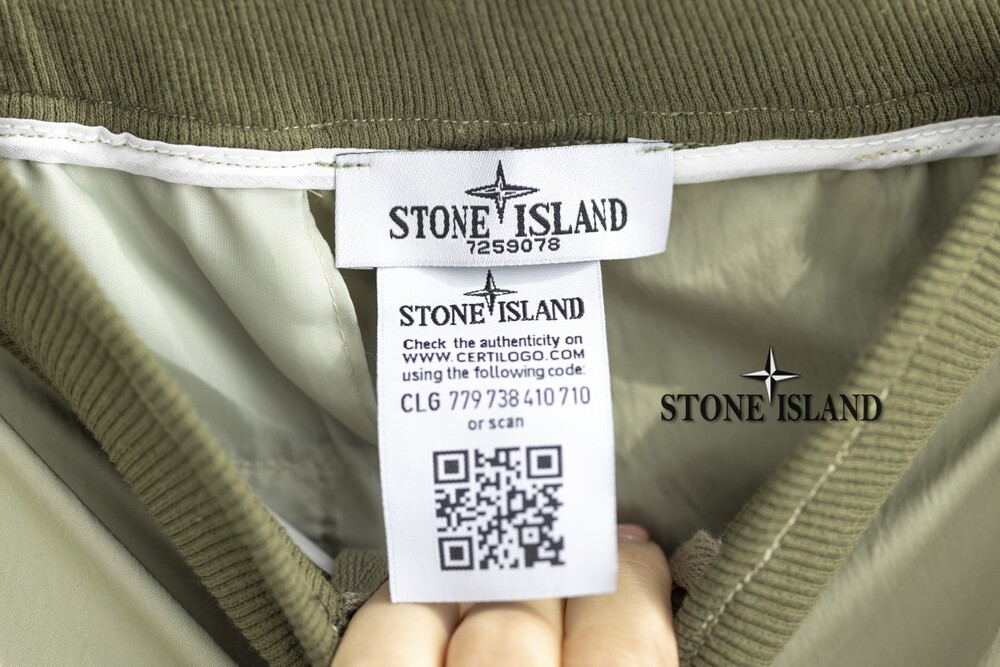 STONE ISLAND
7259078
STONE ISLAND
Check the authenticity on
WWW.CERTILOGO.COM
using the following code:
CLG 779 738 410 710
or scan
STONE ISLAND